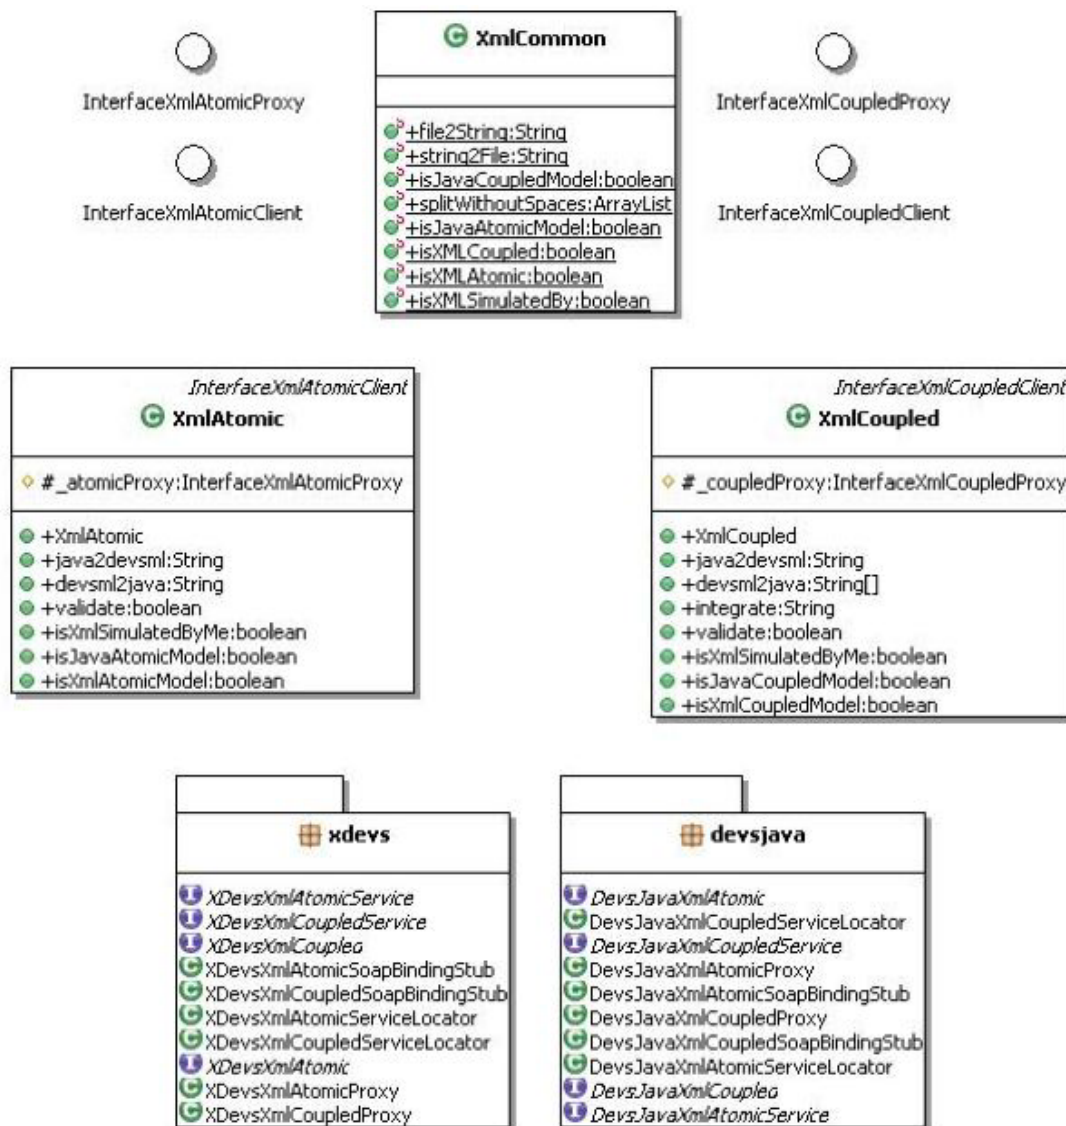 XmlCommon
InterfaceXmlAtomicProxy
InterfaceXmlCoupledProxy
InterfaceXmlAtomicClient
InterfaceXmlCoupledClient
+file2String:String
+string2File:String
+isJavaCoupledModel:boolean
+splitWithoutSpaces:ArrayList
+isJavaAtomicModel:boolean
+isXMLCoupled:boolean
+isXMLAtomic:boolean
+isXMLSimulatedBy:boolean
InterfaceXmlAtomicClient
XmlAtomic
#_atomicProxy:InterfaceXmlAtomicProxy
+XmlAtomic
+java2devsml:String
+devsml2java:String
+validate:boolean
+isXmlSimulatedByMe:boolean
+isJavaAtomicModel:boolean
+isXmlAtomicModel:boolean
InterfaceXmlCoupledClient
XmlCoupled
#_coupledProxy:InterfaceXmlCoupledProxy
+XmlCoupled
+java2devsml:String
+devsml2java:String[]
+integrate:String
+validate:boolean
+isXmlSimulatedByMe:boolean
+isJavaCoupledModel:boolean
+isXmlCoupledModel:boolean
xdevs
XDevsXmlAtomicService
XDevsXmlCoupledService
XDevsXmlCoupled
XDevsXmlAtomicSoapBindingStub
XDevsXmlCoupledSoapBindingStub
XDevsXmlAtomicServiceLocator
XDevsXmlCoupledServiceLocator
XDevsXmlAtomic
XDevsXmlAtomicProxy
XDevsXmlCoupledProxy
devsjava
DevsJavaXmlAtomic
DevsJavaXmlCoupledServiceLocator
DevsJavaXmlCoupledService
DevsJavaXmlAtomicProxy
DevsJavaXmlAtomicSoapBindingStub
DevsJavaXmlCoupledProxy
DevsJavaXmlCoupledSoapBindingStub
DevsJavaXmlAtomicServiceLocator
DevsJavaXmlCoupled
DevsJavaXmlAtomicService